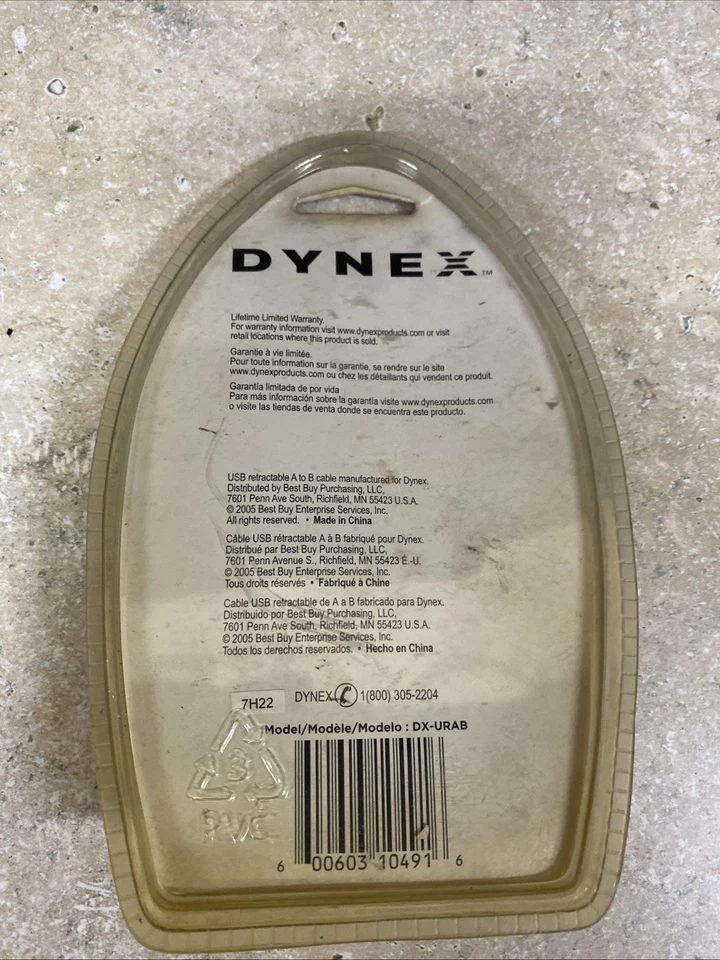 DYNEX™
Lifetime Limited Warranty.
For warranty information visit www.dynexproducts.com or visit
retail locations where this product is sold.
Garantie à vie limitée.
Pour toute information sur la garantie, se rendre sur le site
www.dynexproducts.com ou chez les détaillants qui vendent ce produit.
Garantía limitada de por vida
Para más información sobre la garantía visite www.dynexproducts.com
o visite las tiendas de venta donde se encuentra este producto.
USB retractable A to B cable manufactured for Dynex.
Distributed by Best Buy Purchasing, LLC,
7601 Penn Ave South, Richfield, MN 55423 U.S.A.
© 2005 Best Buy Enterprise Services, Inc.
All rights reserved. • Made in China
Câble USB rétractable A à B fabriqué pour Dynex.
Distribué par Best Buy Purchasing, LLC,
7601 Penn Avenue S., Richfield, MN 55423 É.-U.
© 2005 Best Buy Enterprise Services, Inc.
Tous droits réservés • Fabriqué à Chine
Cable USB retractable de A a B fabricado para Dynex.
Distribuido por Best Buy Purchasing, LLC,
7601 Penn Ave South, Richfield, MN 55423 U.S.A.
© 2005 Best Buy Enterprise Services, Inc.
Todos los derechos reservados. • Hecho en China
7H22
DYNEX 1(800) 305-2204
Model/Modèle/Modelo : DX-URAB
3
PVC
6 00603 10491 6